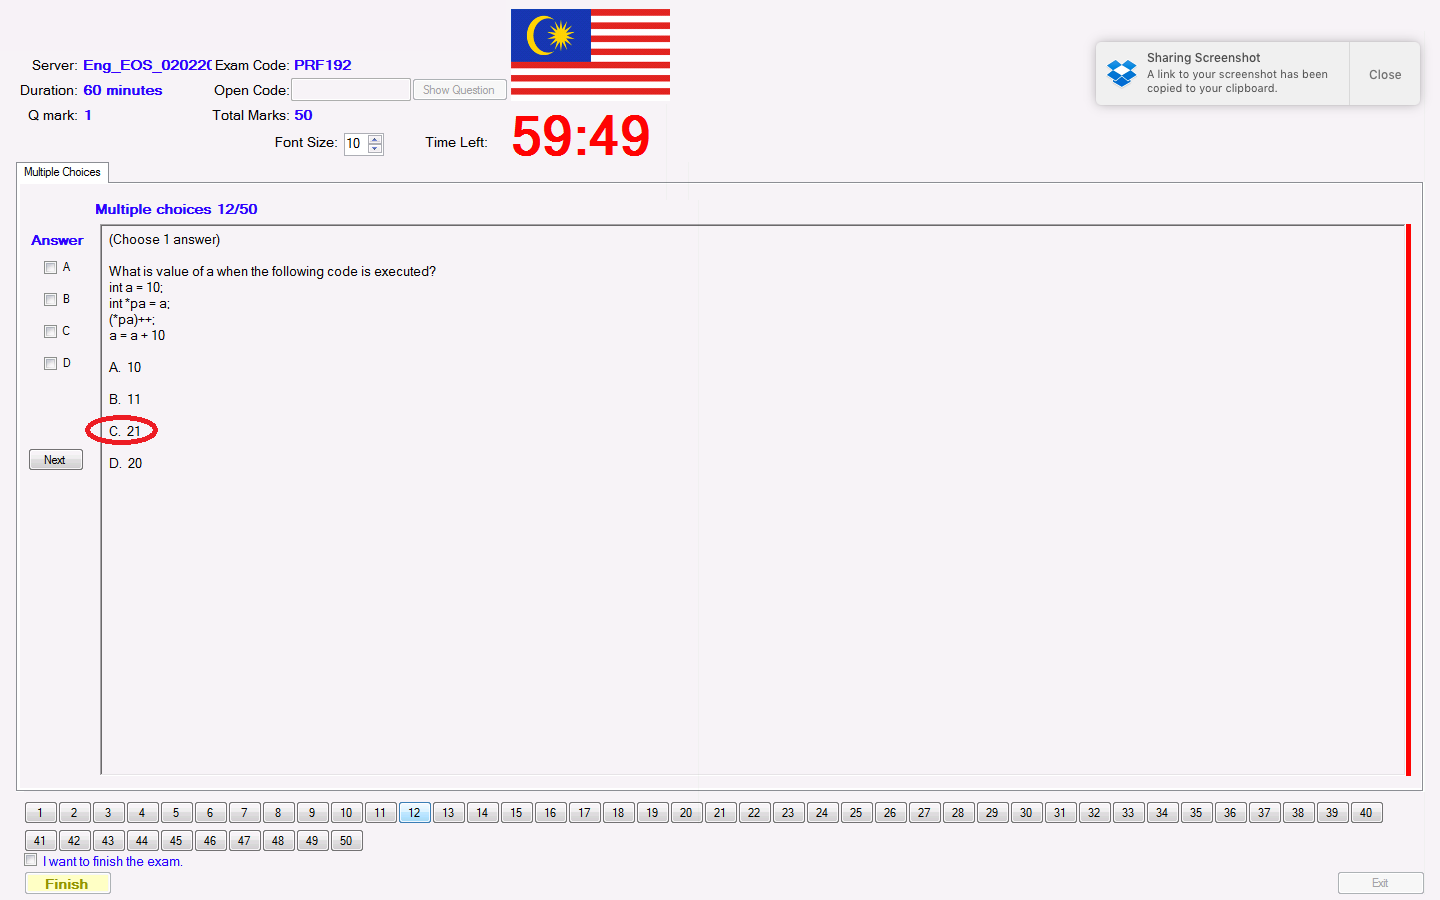 Server: Eng_EOS_020220 Exam Code: PRF192
Duration: 60 minutes Open Code: Show Question
Q mark: 1 Total Marks: 50
Font Size: 10 Time Left: 59:49
Sharing Screenshot
A link to your screenshot has been
copied to your clipboard.
Close
Multiple Choices
Multiple choices 12/50
Answer
A
B
C
D
Next
(Choose 1 answer)
What is value of a when the following code is executed?
int a = 10;
int *pa = a;
(*pa)++;
a = a + 10
A. 10
B. 11
C. 21
D. 20
1 2 3 4 5 6 7 8 9 10 11 12 13 14 15 16 17 18 19 20 21 22 23 24 25 26 27 28 29 30 31 32 33 34 35 36 37 38 39 40
41 42 43 44 45 46 47 48 49 50
I want to finish the exam.
Finish
Exit